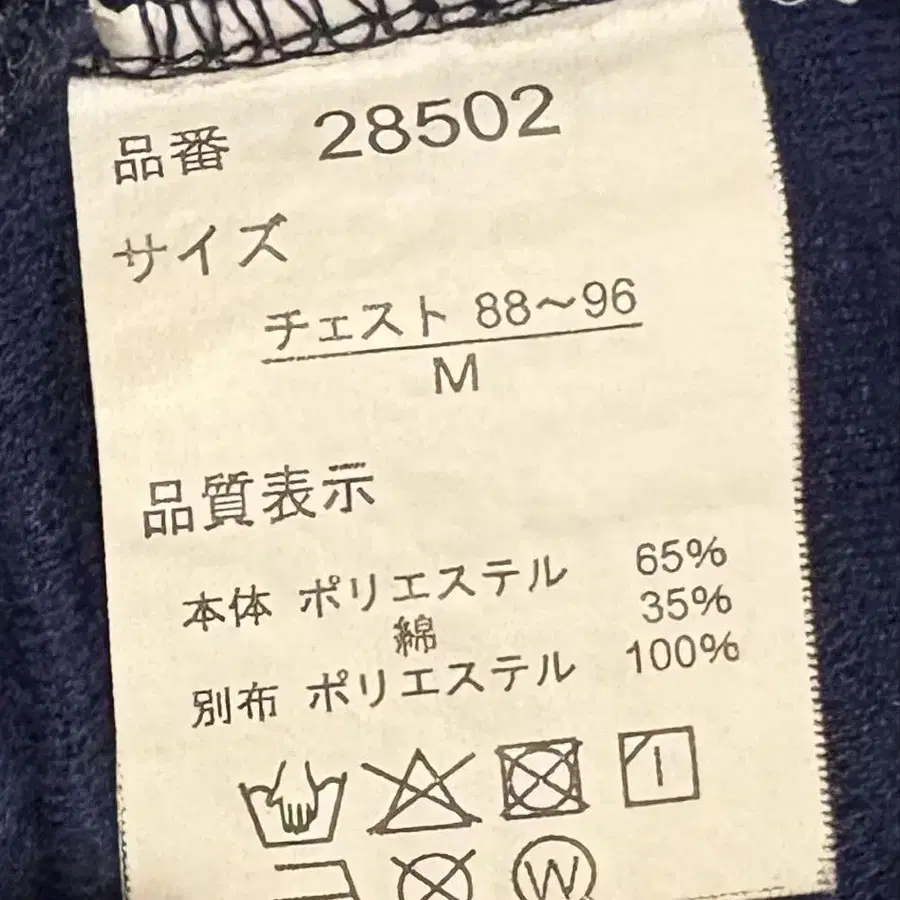 品番 28502
サイズ
チェスト 88～96
M
品質表示
本体 ポリエステル 65%
綿 35%
別布 ポリエステル 100%
W